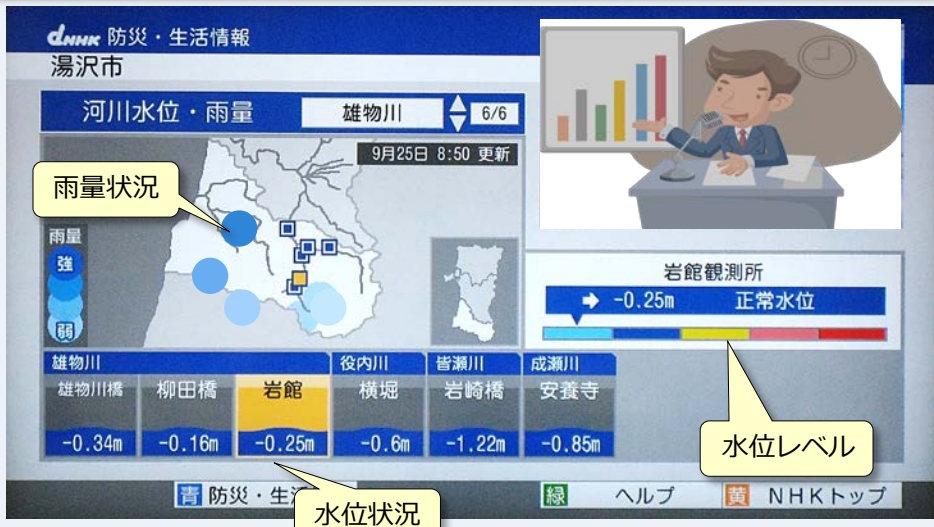 dNHK 防災・生活情報
湯沢市
河川水位・雨量 雄物川 6/6
9月25日 8:50 更新
雨量状況
雨量
強
弱
岩館観測所
➡ -0.25m 正常水位
雄物川 役内川 皆瀬川 成瀬川
雄物川橋 柳田橋 岩館 横堀 岩崎橋 安養寺
-0.34m -0.16m -0.25m -0.6m -1.22m -0.85m
水位レベル
青 防災・生 緑 ヘルプ 黄 NHKトップ
水位状況